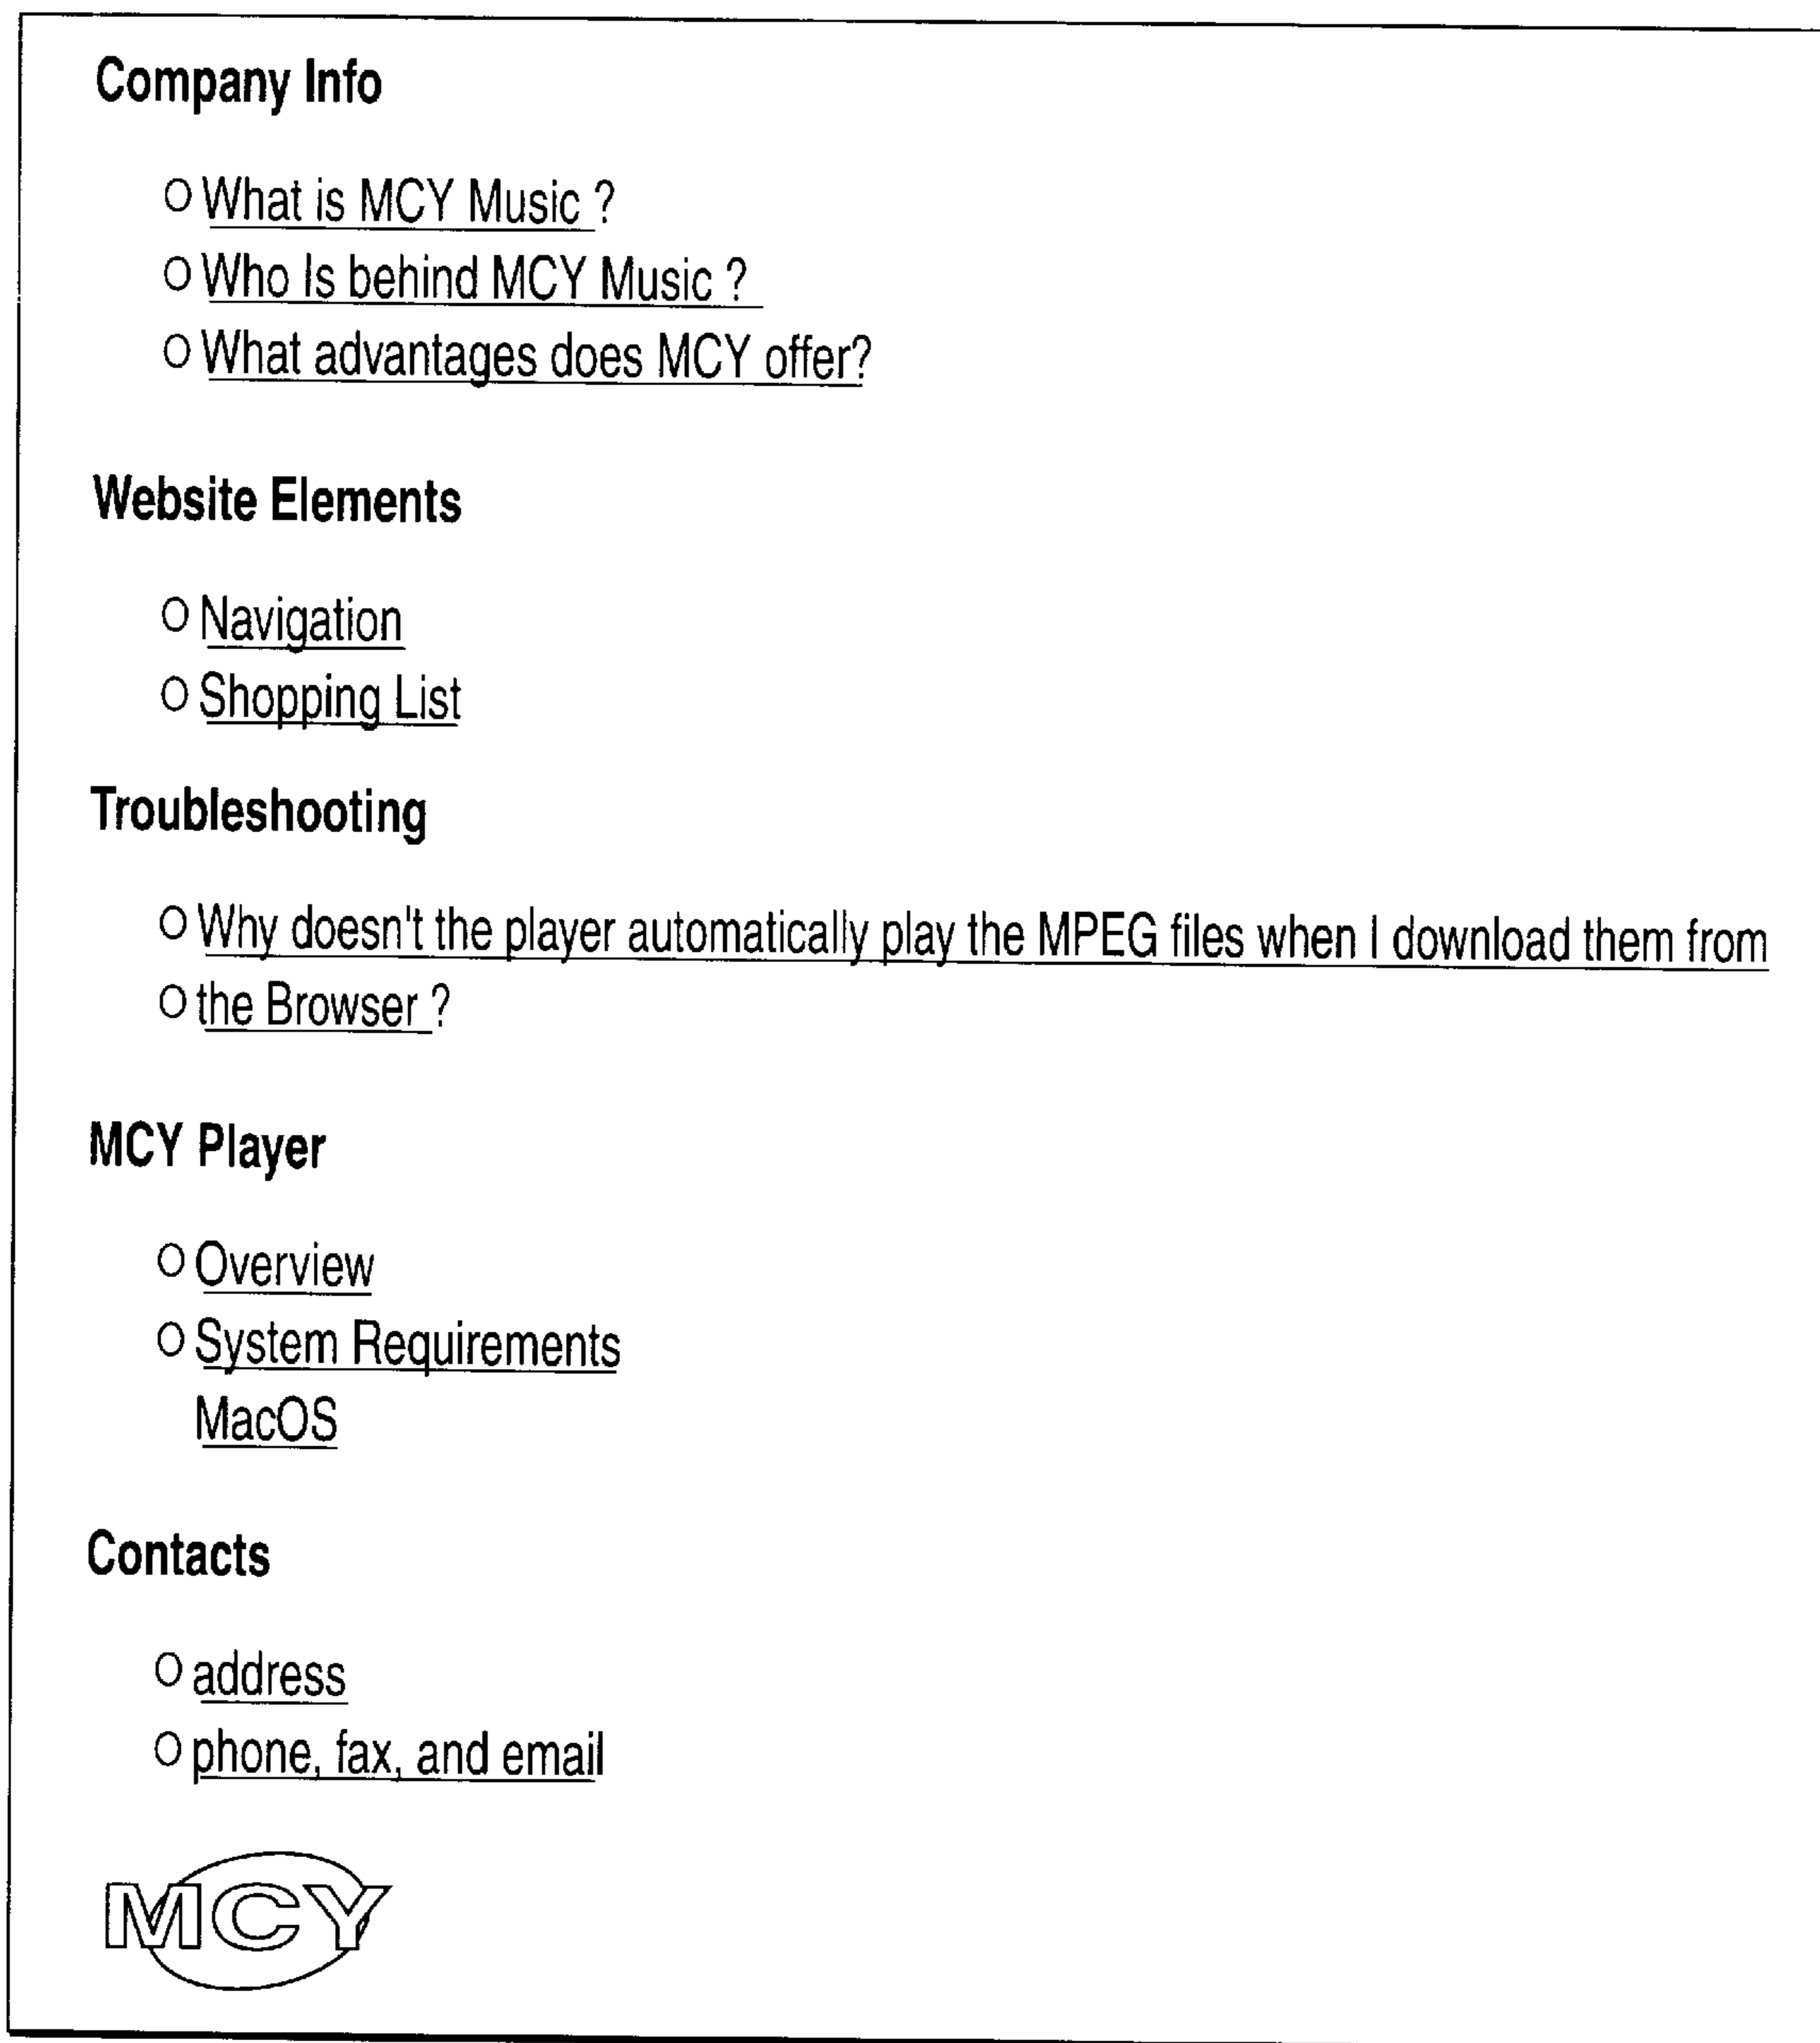 Company Info
O What is MCY Music ?
O Who Is behind MCY Music ?
O What advantages does MCY offer?
Website Elements
O Navigation
O Shopping List
Troubleshooting
O Why doesn't the player automatically play the MPEG files when I download them from
O the Browser ?
MCY Player
O Overview
O System Requirements
MacOS
Contacts
O address
O phone, fax, and email
MCY